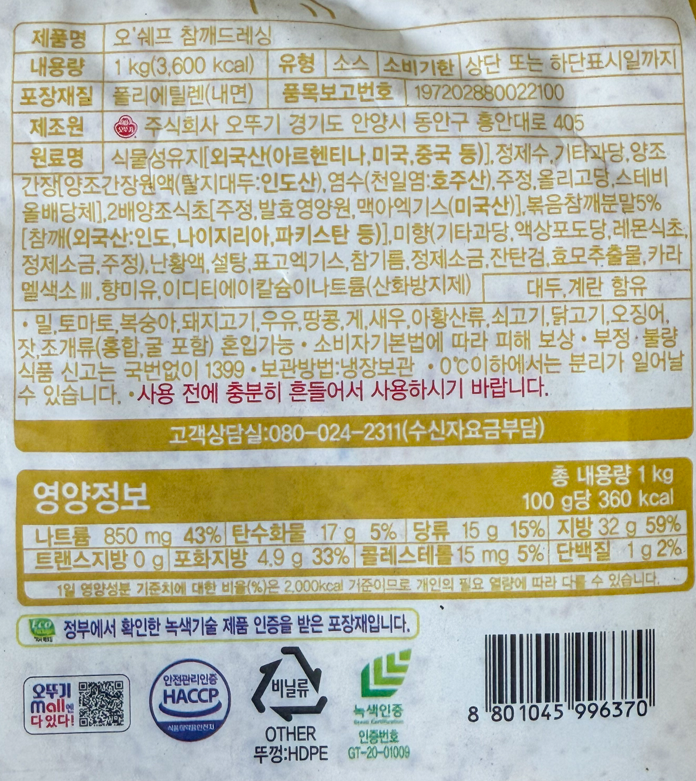 제품명 오'쉐프 참깨드레싱
내용량 1 kg(3,600 kcal) 유형 소스 소비기한 상단 또는 하단표시일까지
포장재질 폴리에틸렌(내면) 품목보고번호 197202880022100
제조원 주식회사 오뚜기 경기도 안양시 동안구 흥안대로 405
원료명 식물성유지[외국산(아르헨티나,미국,중국 등)],정제수,기타과당,양조
간장[양조간장원액(탈지대두:인도산),염수(천일염:호주산),주정,올리고당,스테비
올배당체],2배양조식초[주정,발효영양원,맥아엑기스(미국산)],볶음참깨분말5%
[참깨(외국산:인도,나이지리아,파키스탄 등)],미향(기타과당,액상포도당,레몬식초,
정제소금,주정),난황액,설탕,표고엑기스,참기름,정제소금,잔탄검,효모추출물,카라
멜색소Ⅲ,향미유,이디티에이칼슘이나트륨(산화방지제) 대두,계란 함유
• 밀,토마토,복숭아,돼지고기,우유,땅콩,게,새우,아황산류,쇠고기,닭고기,오징어,
잣,조개류(홍합,굴 포함) 혼입가능 • 소비자기본법에 따라 피해 보상 • 부정·불량
식품 신고는 국번없이 1399 • 보관방법:냉장보관 • 0℃이하에서는 분리가 일어날
수 있습니다. •사용 전에 충분히 흔들어서 사용하시기 바랍니다.
고객상담실:080-024-2311(수신자요금부담)
영양정보
총 내용량 1 kg
100 g당 360 kcal
나트륨 850 mg 43% 탄수화물 17 g 5% 당류 15 g 15% 지방 32 g 59%
트랜스지방 0 g 포화지방 4.9 g 33% 콜레스테롤 15 mg 5% 단백질 1 g 2%
1일 영양성분 기준치에 대한 비율(%)은 2,000kcal 기준이므로 개인의 필요 열량에 따라 다를 수 있습니다.
Eco 정부에서 확인한 녹색기술 제품 인증을 받은 포장재입니다.
오뚜기
mall에
다있다!
안전관리인증
HACCP
식품의약품안전처
비닐류
OTHER
뚜껑:HDPE
녹색인증
Green Certification
인증번호
GT-20-01009
8 801045 996370